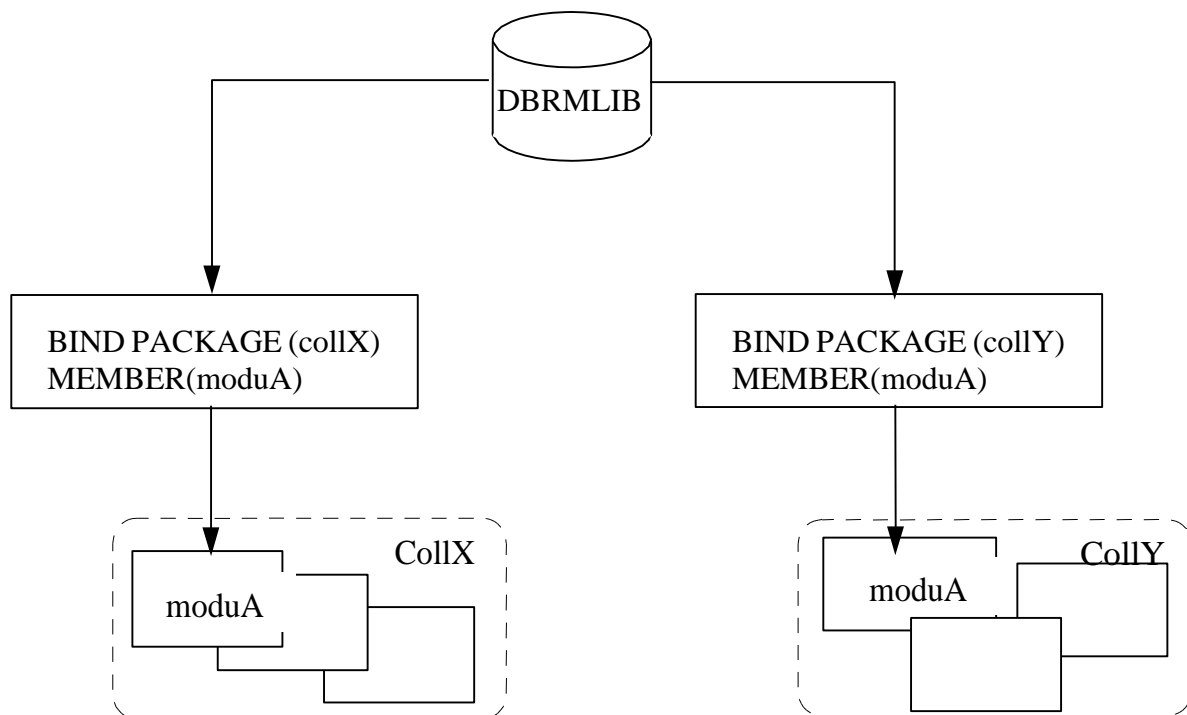 DBRMLIB
BIND PACKAGE (collX)
MEMBER(moduA)
BIND PACKAGE (collY)
MEMBER(moduA)
CollX
moduA
CollY
moduA